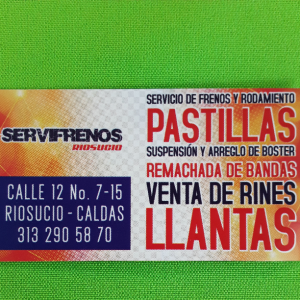 SERVIFRENOS
RIOSUCIO
CALLE 12 No. 7-15
RIOSUCIO - CALDAS
313 290 58 70
SERVICIO DE FRENOS Y RODAMIENTO
PASTILLAS
SUSPENSIÓN Y ARREGLO DE BOSTER
REMACHADA DE BANDAS
VENTA DE RINES
LLANTAS